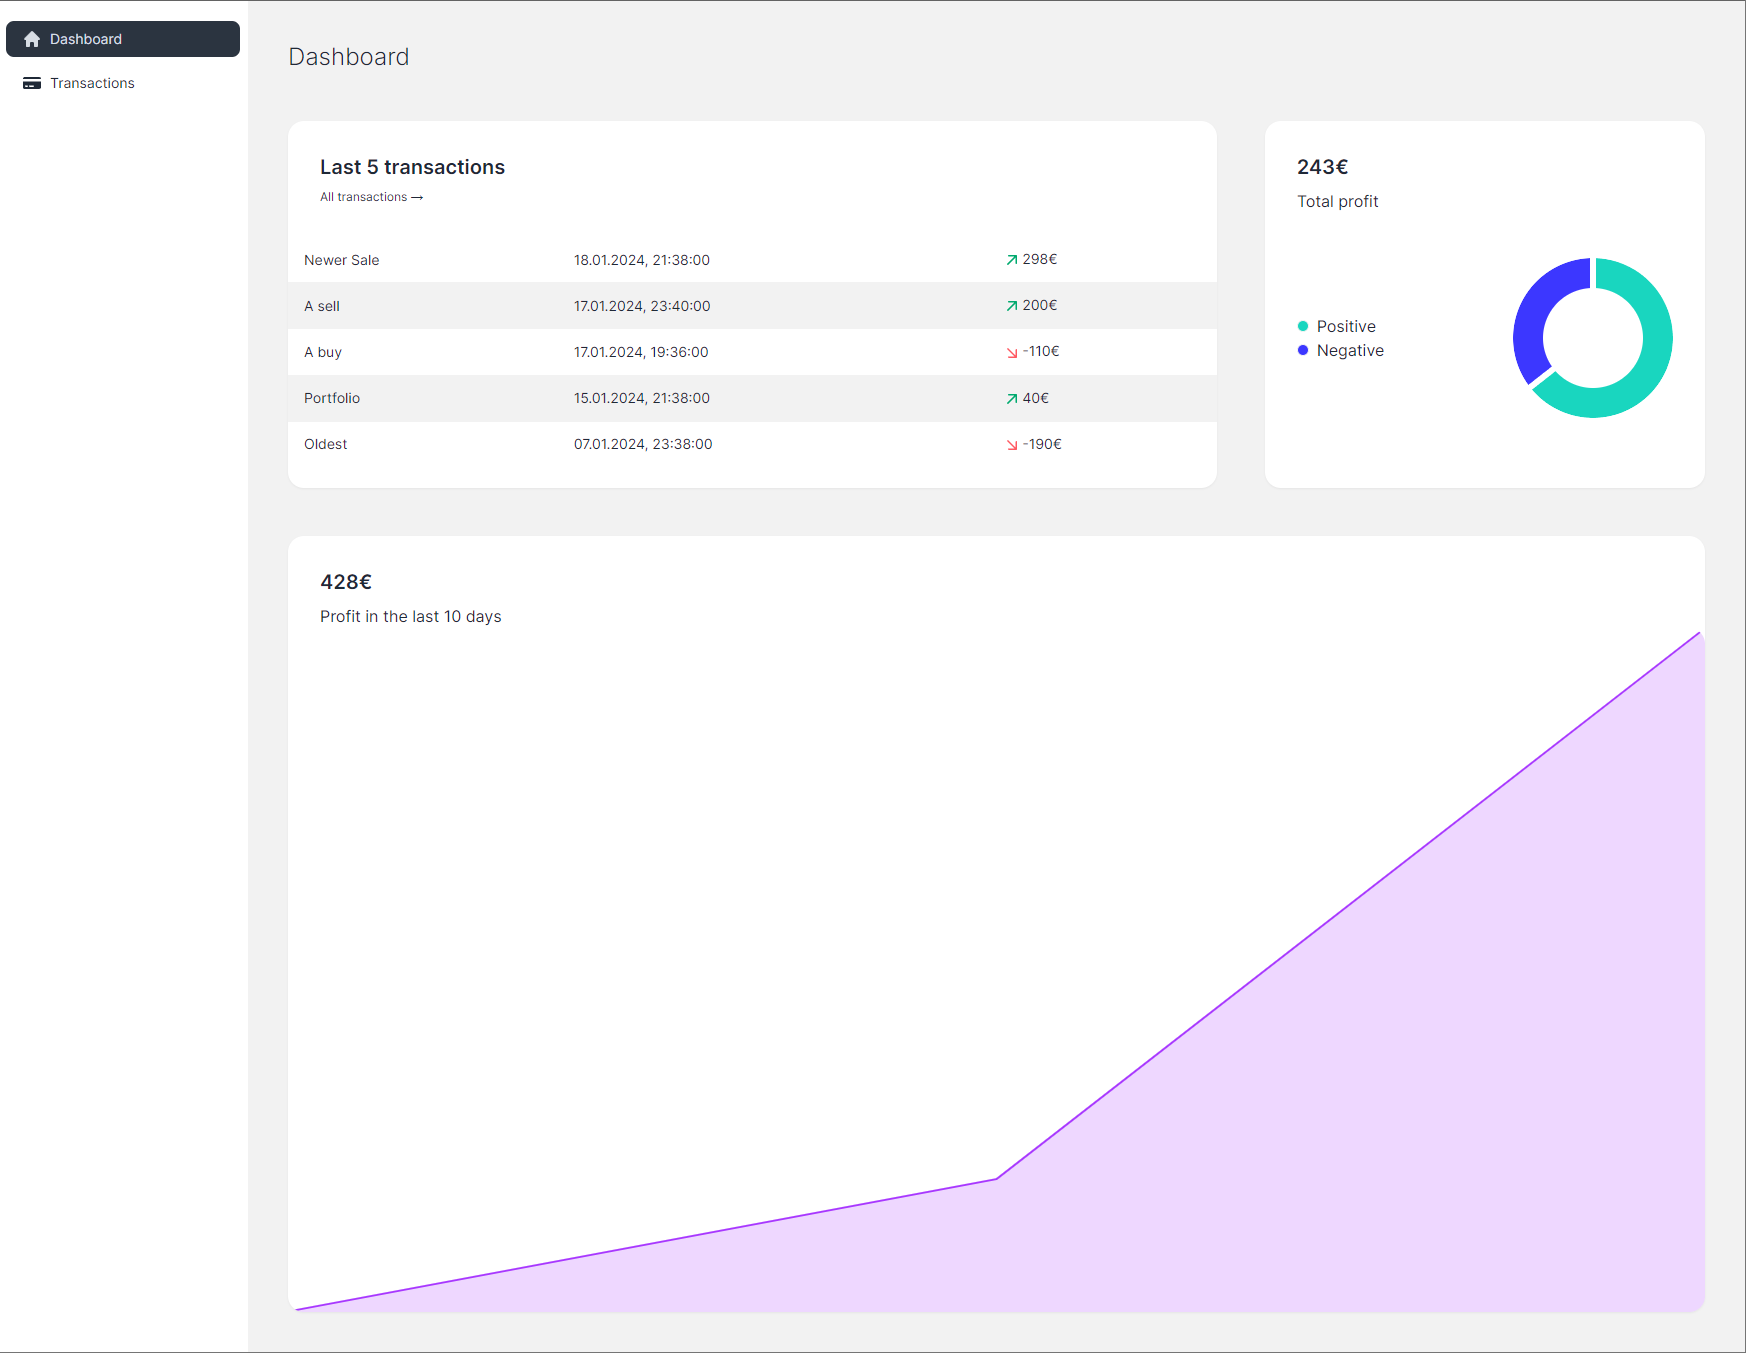 Dashboard
Transactions
Dashboard
Last 5 transactions
All transactions →
Newer Sale 18.01.2024, 21:38:00 298€
A sell 17.01.2024, 23:40:00 200€
A buy 17.01.2024, 19:36:00 -110€
Portfolio 15.01.2024, 21:38:00 40€
Oldest 07.01.2024, 23:38:00 -190€
243€
Total profit
Positive
Negative
428€
Profit in the last 10 days